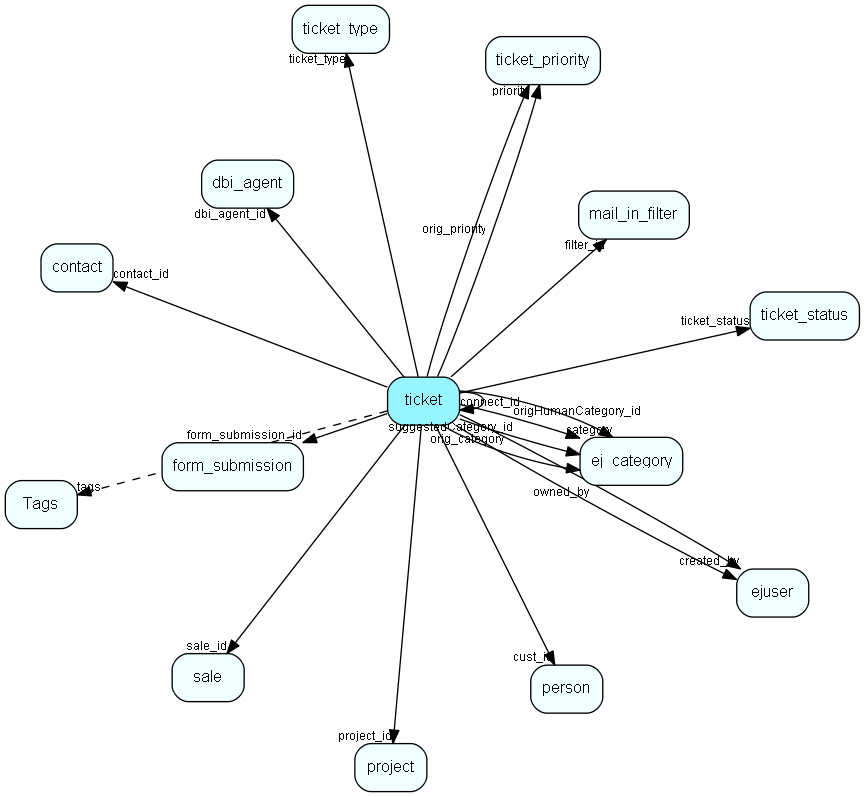 ticket_type
ticket_type
ticket_priority
priority
dbi_agent
dbi_agent_id
mail_in_filter
filter_id
orig_priority
contact
contact_id
ticket_status
ticket_status
ticket
connect_id
origHumanCategory_id
suggestedCategory_id
category
orig_category
form_submission_id
form_submission
ej_category
tags
Tags
owned_by
created_by
ejuser
sale_id
sale
cust_id
person
project_id
project